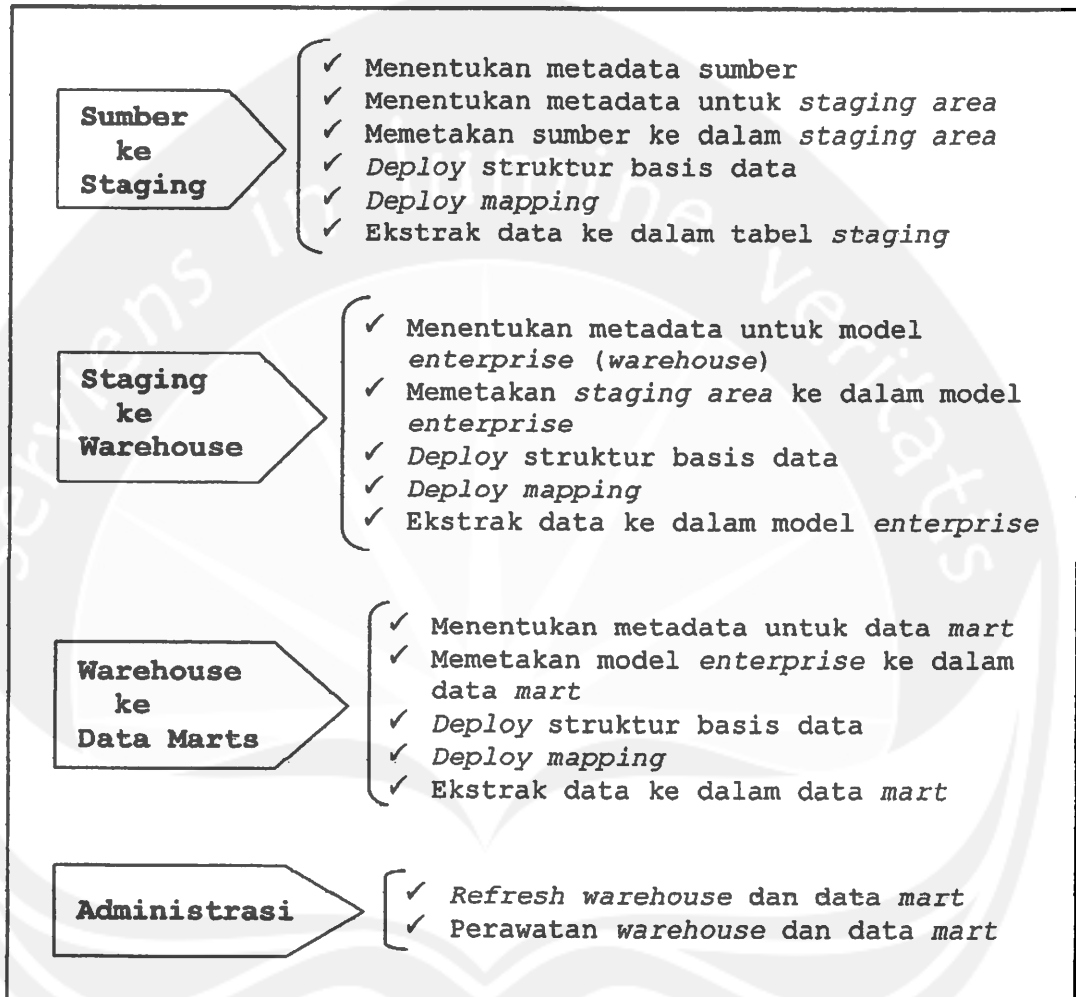 Sumber
ke
Staging
✓ Menentukan metadata sumber
✓ Menentukan metadata untuk staging area
✓ Memetakan sumber ke dalam staging area
✓ Deploy struktur basis data
✓ Deploy mapping
✓ Ekstrak data ke dalam tabel staging
Staging
ke
Warehouse
✓ Menentukan metadata untuk model
enterprise (warehouse)
✓ Memetakan staging area ke dalam model
enterprise
✓ Deploy struktur basis data
✓ Deploy mapping
✓ Ekstrak data ke dalam model enterprise
Warehouse
ke
Data Marts
✓ Menentukan metadata untuk data mart
✓ Memetakan model enterprise ke dalam
data mart
✓ Deploy struktur basis data
✓ Deploy mapping
✓ Ekstrak data ke dalam data mart
Administrasi
✓ Refresh warehouse dan data mart
✓ Perawatan warehouse dan data mart
serviens in lumine veritatis